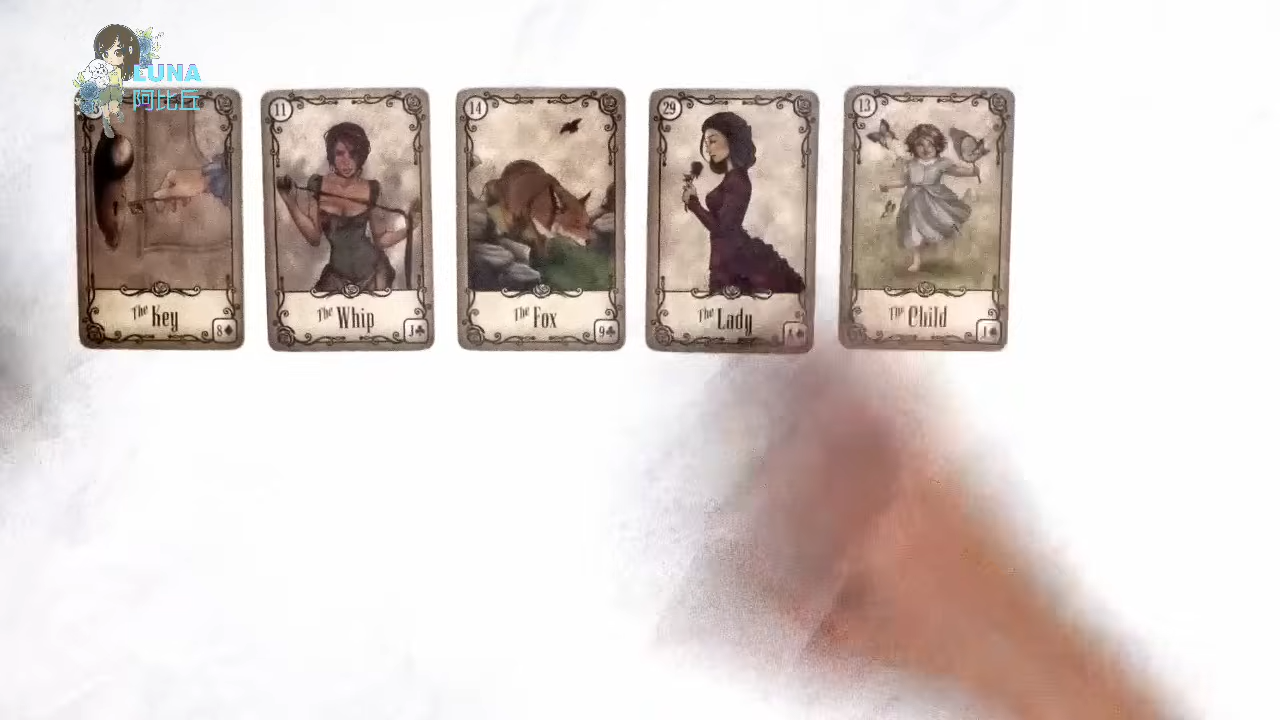 LUNA
阿比丘
11
14
29
13
The Key
8
The Whip
J
The Fox
9
The Lady
A
The Child
J